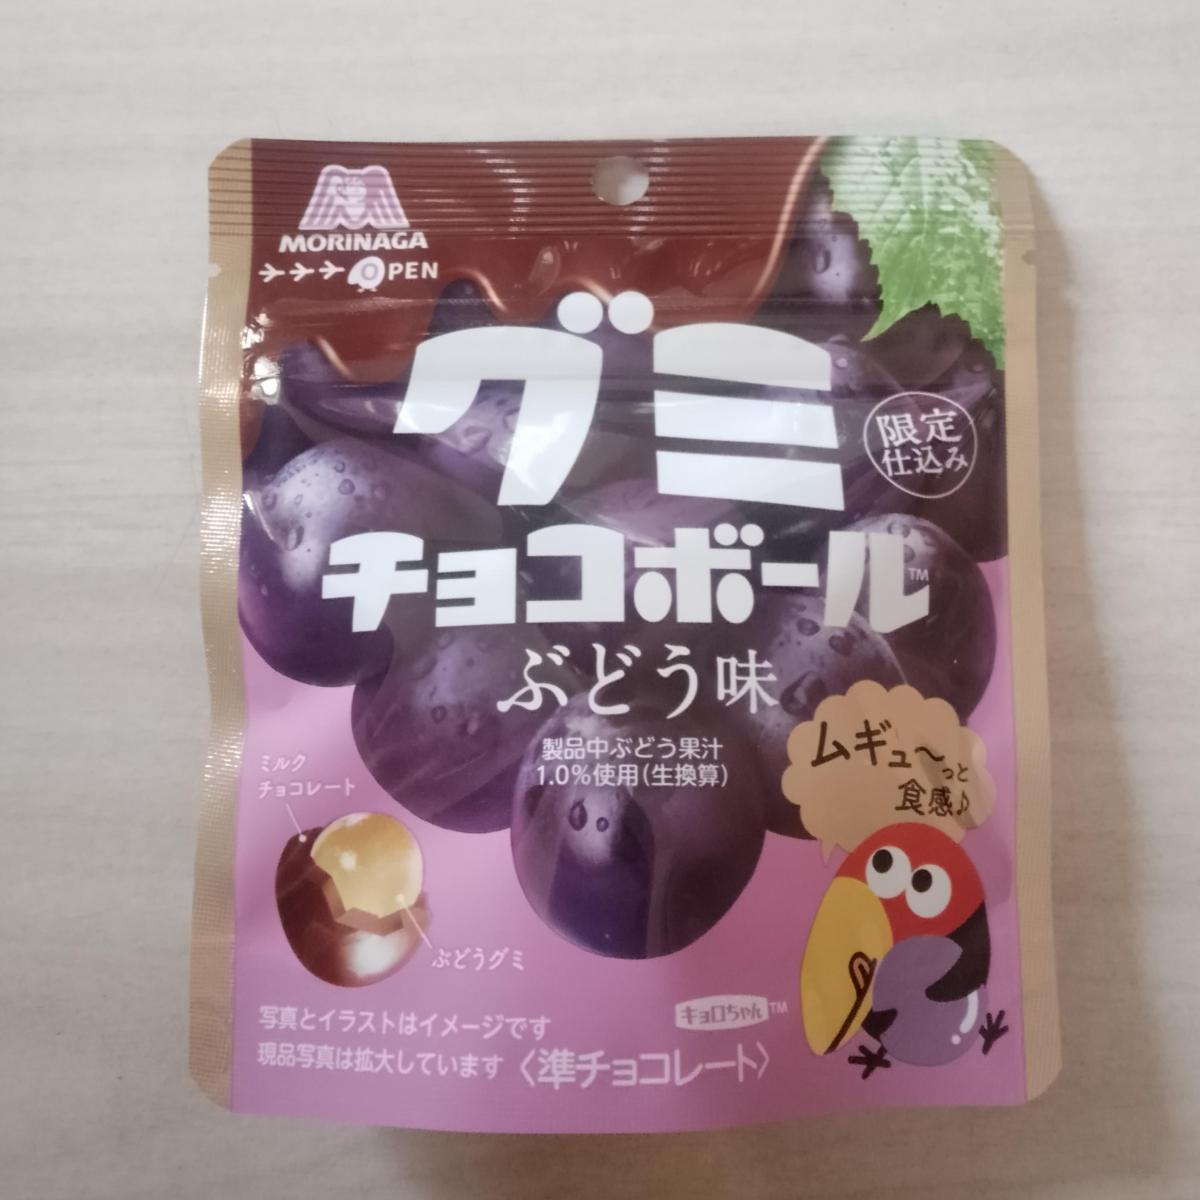 MORINAGA
OPEN
グミ
限定
仕込み
チョコボール™
ぶどう味
製品中ぶどう果汁
1.0%使用(生換算)
ムギュ〜っと
食感♪
ミルク
チョコレート
ぶどうグミ
キョロちゃん™
写真とイラストはイメージです
現品写真は拡大しています 〈準チョコレート〉